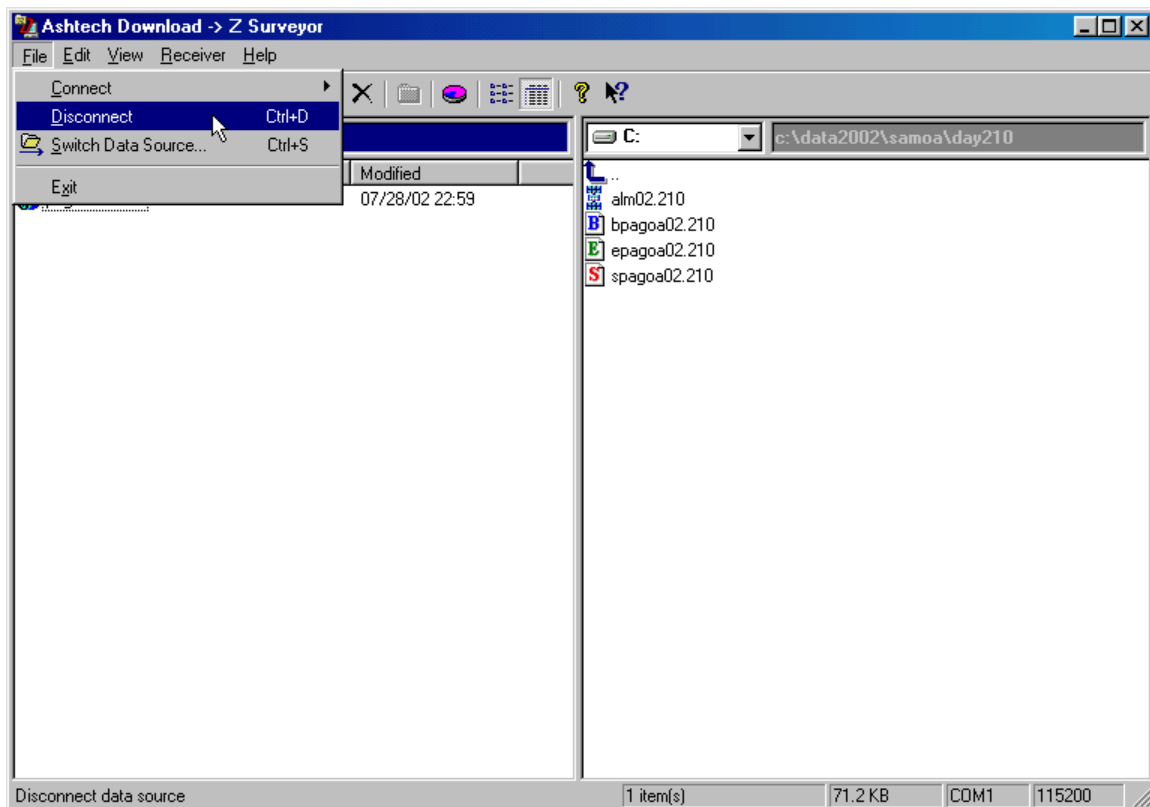 Ashtech Download -> Z Surveyor
File Edit View Receiver Help
Connect
Disconnect Ctrl+D
Switch Data Source... Ctrl+S
Exit
C: c:\data2002\samoa\day210
Modified
07/28/02 22:59
..
alm02.210
B bpagoa02.210
E epagoa02.210
S spagoa02.210
Disconnect data source 1 item(s) 71.2 KB COM1 115200